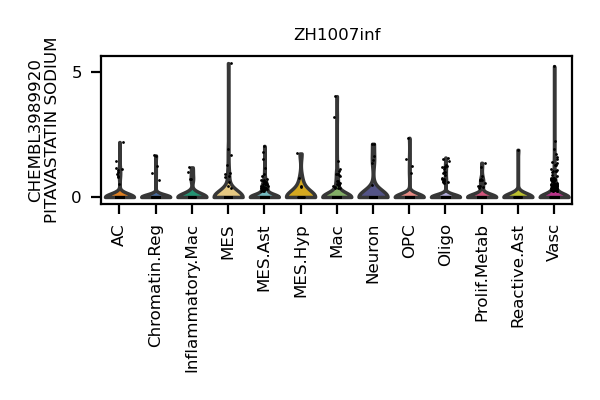 ZH1007inf
CHEMBL3989920
PITAVASTATIN SODIUM
5
0
AC
Chromatin.Reg
Inflammatory.Mac
MES
MES.Ast
MES.Hyp
Mac
Neuron
OPC
Oligo
Prolif.Metab
Reactive.Ast
Vasc